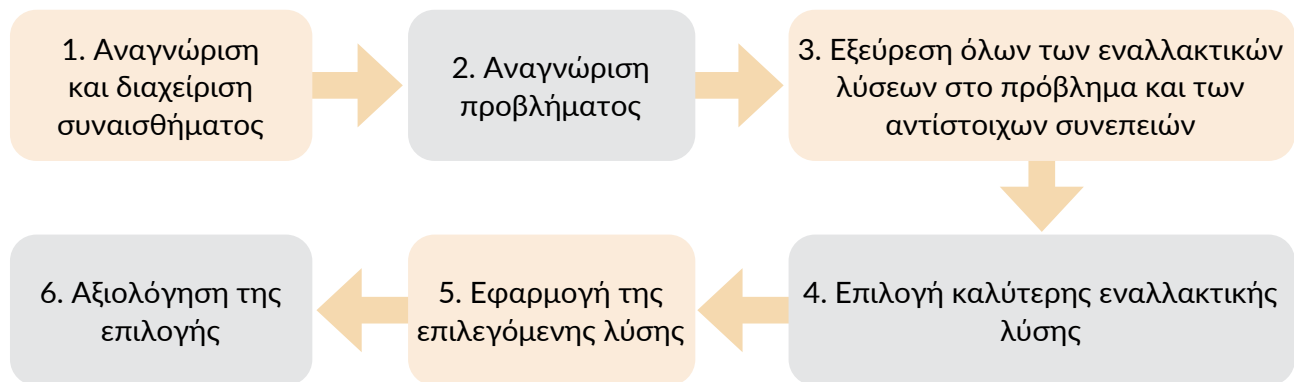 1. Αναγνώριση
και διαχείριση
συναισθήματος
2. Αναγνώριση
προβλήματος
3. Εξεύρεση όλων των εναλλακτικών
λύσεων στο πρόβλημα και των
αντίστοιχων συνεπειών
4. Επιλογή καλύτερης εναλλακτικής
λύσης
5. Εφαρμογή της
επιλεγόμενης λύσης
6. Αξιολόγηση της
επιλογής